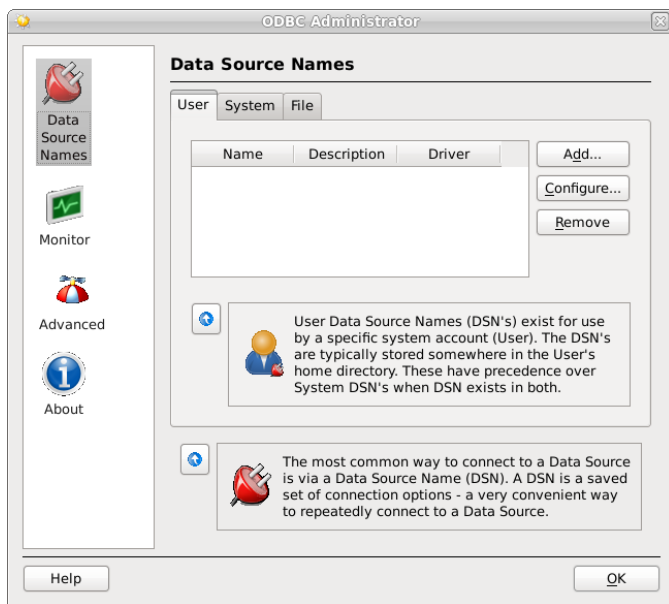 ODBC Administrator
Data
Source
Names
Monitor
Advanced
About
Data Source Names
User System File
Name Description Driver
Add...
Configure...
Remove
User Data Source Names (DSN's) exist for use
by a specific system account (User). The DSN's
are typically stored somewhere in the User's
home directory. These have precedence over
System DSN's when DSN exists in both.
The most common way to connect to a Data Source
is via a Data Source Name (DSN). A DSN is a saved
set of connection options - a very convenient way
to repeatedly connect to a Data Source.
Help
OK